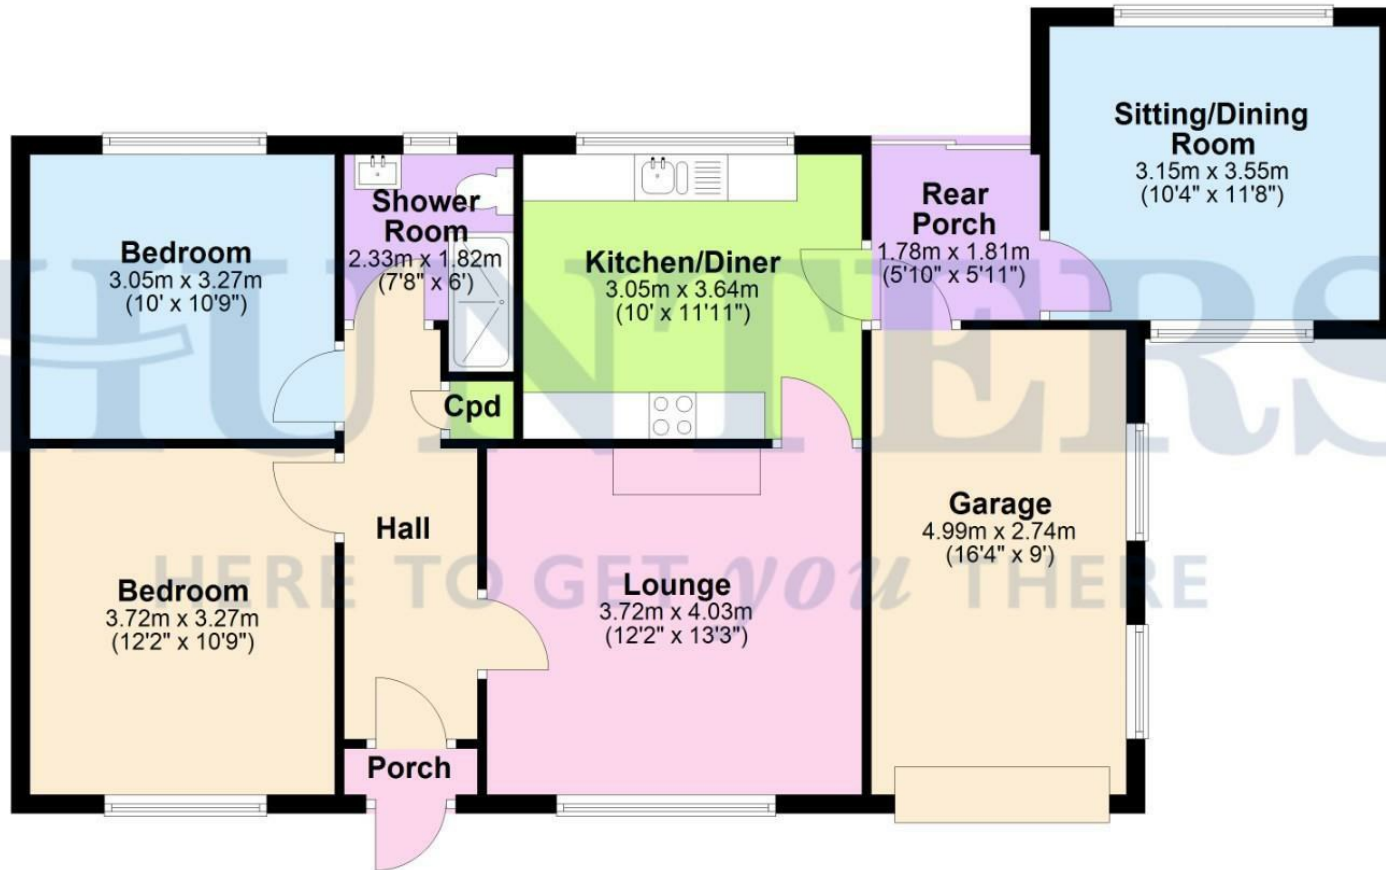 Sitting/Dining
Room
3.15m x 3.55m
(10'4" x 11'8")
Rear
Porch
1.78m x 1.81m
(5'10" x 5'11")
Shower
Room
2.33m x 1.82m
(7'8" x 6')
Bedroom
3.05m x 3.27m
(10' x 10'9")
Kitchen/Diner
3.05m x 3.64m
(10' x 11'11")
Cpd
HUNTERS
Garage
4.99m x 2.74m
(16'4" x 9')
Hall
Bedroom
3.72m x 3.27m
(12'2" x 10'9")
Lounge
3.72m x 4.03m
(12'2" x 13'3")
HERE TO GET you THERE
Porch